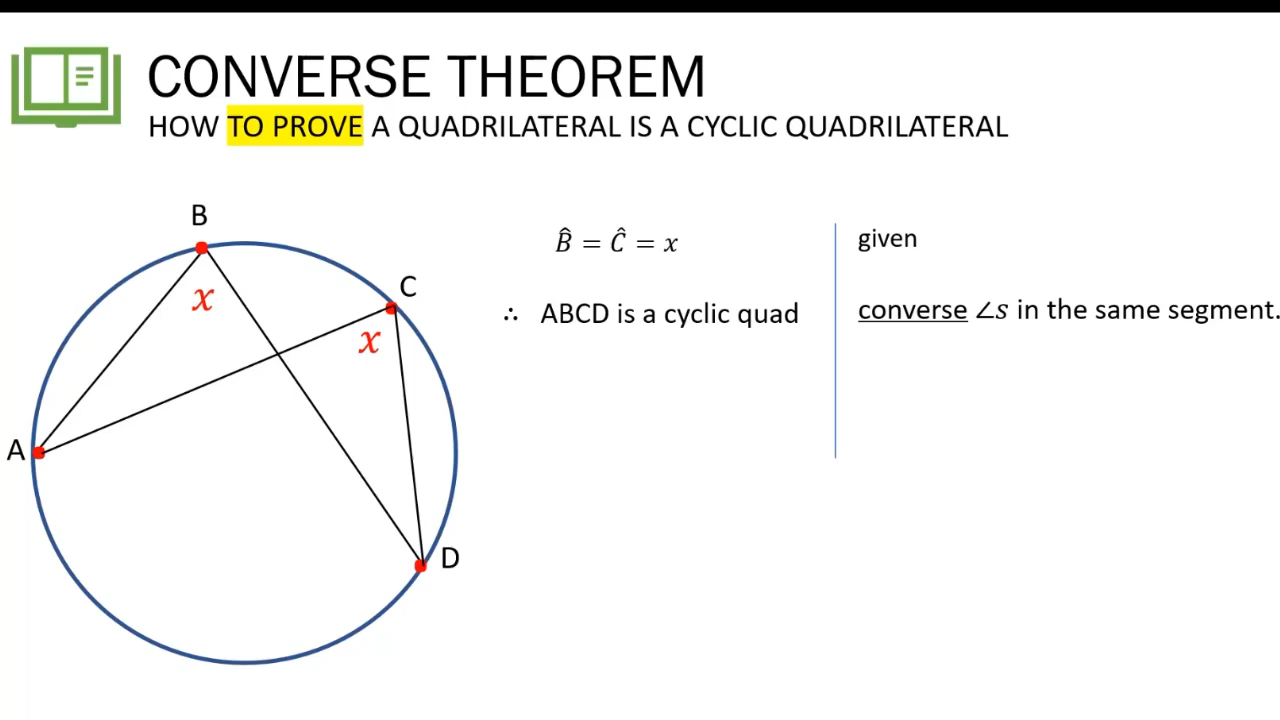 CONVERSE THEOREM
HOW TO PROVE A QUADRILATERAL IS A CYCLIC QUADRILATERAL
B
C
x
x
A
D
B̂ = Ĉ = x
given
∴ ABCD is a cyclic quad
converse ∠s in the same segment.